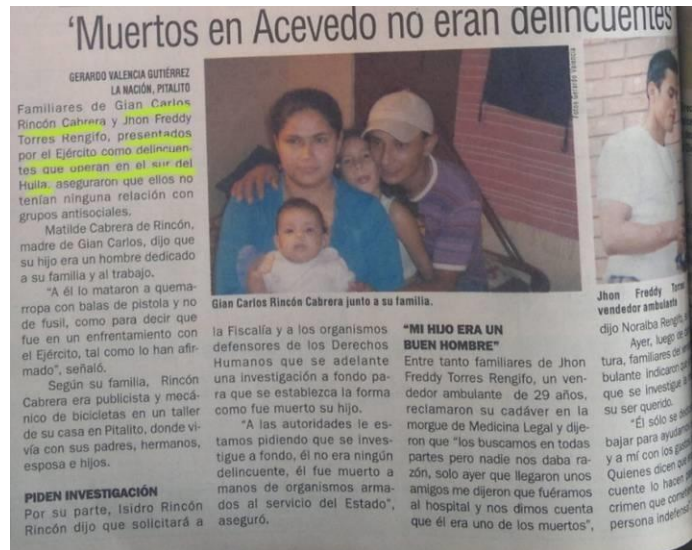 'Muertos en Acevedo no eran delincuentes
GERARDO VALENCIA GUTIÉRREZ
LA NACIÓN, PITALITO
Familiares de Gian Carlos
Rincón Cabrera y Jhon Freddy
Torres Rengifo, presentados
por el Ejército como delincuen-
tes que operan en el sur del
Huila, aseguraron que ellos no
tenían ninguna relación con
grupos antisociales.
Matilde Cabrera de Rincón,
madre de Gian Carlos, dijo que
su hijo era un hombre dedicado
a su familia y al trabajo.
"A él lo mataron a quema-
rropa con balas de pistola y no
de fusil, como para decir que
fue en un enfrentamiento con
el Ejército, tal como lo han afir-
mado", señaló.
Según su familia, Rincón
Cabrera era publicista y mecá-
nico de bicicletas en un taller
de su casa en Pitalito, donde vi-
vía con sus padres, hermanos,
esposa e hijos.
PIDEN INVESTIGACIÓN
Por su parte, Isidro Rincón
Rincón dijo que solicitará a
Fotos Gerardo Valencia
Gian Carlos Rincón Cabrera junto a su familia.
la Fiscalía y a los organismos
defensores de los Derechos
Humanos que se adelante
una investigación a fondo pa-
ra que se establezca la forma
como fue muerto su hijo.
"A las autoridades le es-
tamos pidiendo que se inves-
tigue a fondo, él no era ningún
delincuente, él fue muerto a
manos de organismos arma-
dos al servicio del Estado",
aseguró.
"MI HIJO ERA UN
BUEN HOMBRE"
Entre tanto familiares de Jhon
Freddy Torres Rengifo, un ven-
dedor ambulante de 29 años,
reclamaron su cadáver en la
morgue de Medicina Legal y dije-
ron que "los buscamos en todas
partes pero nadie nos daba ra-
zón, solo ayer que llegaron unos
amigos me dijeron que fuéramos
al hospital y nos dimos cuenta
que él era uno de los muertos",
Jhon Freddy Torres
vendedor ambulante
dijo Noralba Rengifo,
Ayer, luego de
tura, familiares del
bulante indicaron
que se investigar
su ser querido.
"Él sólo se
bajar para ayudar
y a mí con los
Quienes dicen que
cuente lo hacen
crimen que
persona